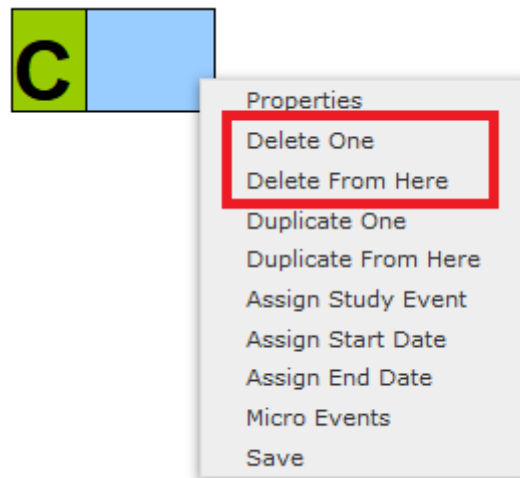 C
Properties
Delete One
Delete From Here
Duplicate One
Duplicate From Here
Assign Study Event
Assign Start Date
Assign End Date
Micro Events
Save